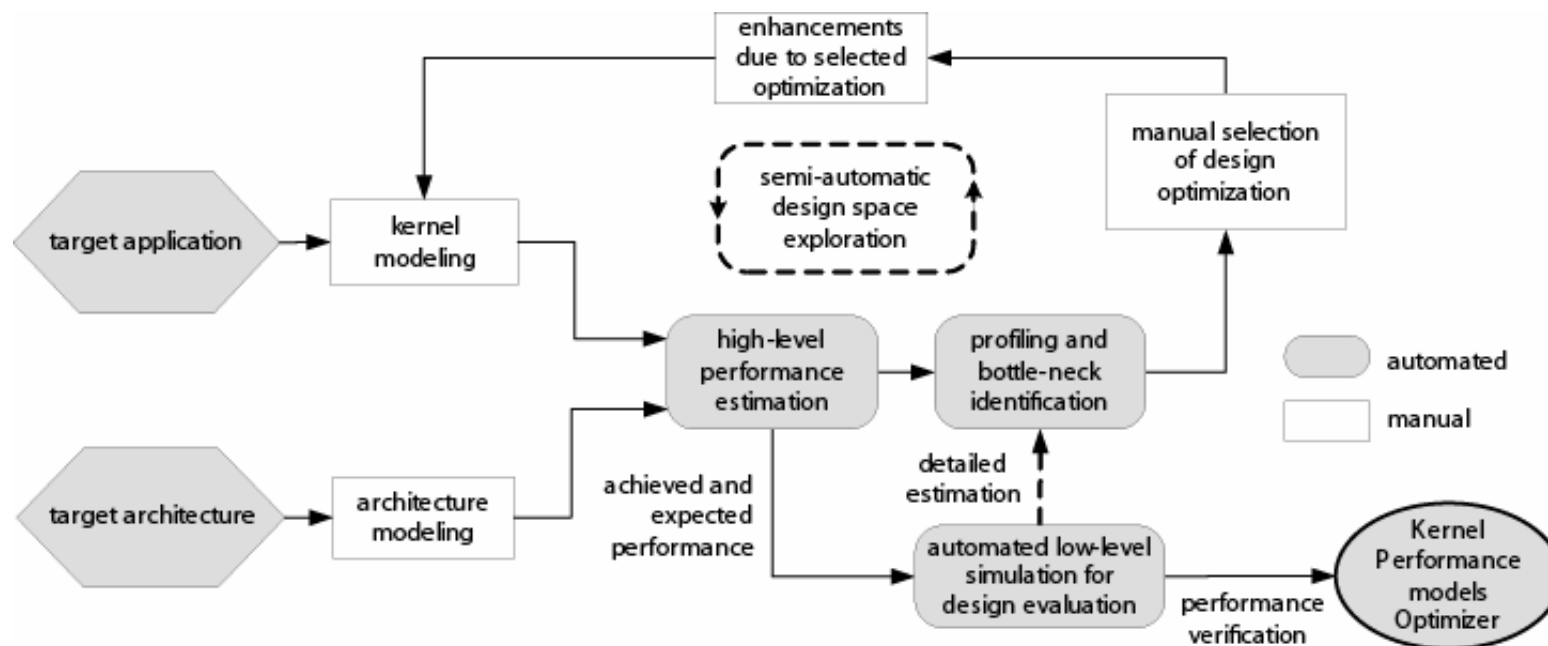 enhancements
due to selected
optimization
manual selection
of design
optimization
semi-automatic
design space
exploration
target application
kernel
modeling
high-level
performance
estimation
profiling and
bottle-neck
identification
automated
manual
target architecture
architecture
modeling
achieved and
expected
performance
detailed
estimation
automated low-level
simulation for
design evaluation
performance
verification
Kernel
Performance
models
Optimizer